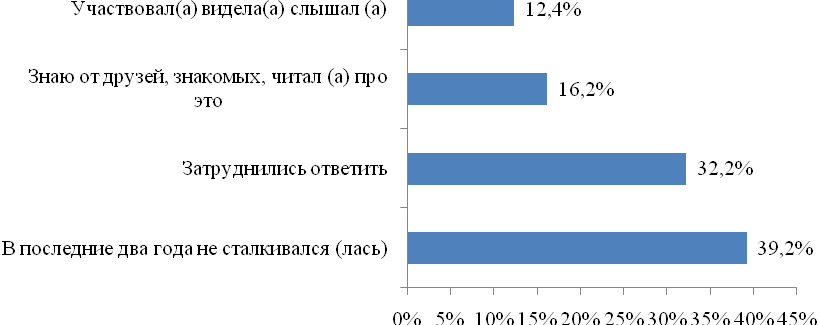 Участвовал(а) видела(а) слышал (а)
12,4%
Знаю от друзей, знакомых, читал (а) про
это
16,2%
Затруднились ответить
32,2%
В последние два года не сталкивался (лась)
39,2%
0% 5% 10% 15% 20% 25% 30% 35% 40% 45%